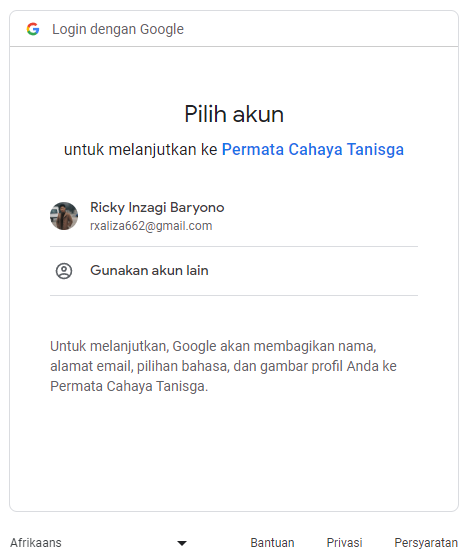 Login dengan Google
Pilih akun
untuk melanjutkan ke Permata Cahaya Tanisga
Ricky Inzagi Baryono
rxaliza662@gmail.com
Gunakan akun lain
Untuk melanjutkan, Google akan membagikan nama,
alamat email, pilihan bahasa, dan gambar profil Anda ke
Permata Cahaya Tanisga.
Afrikaans Bantuan Privasi Persyaratan